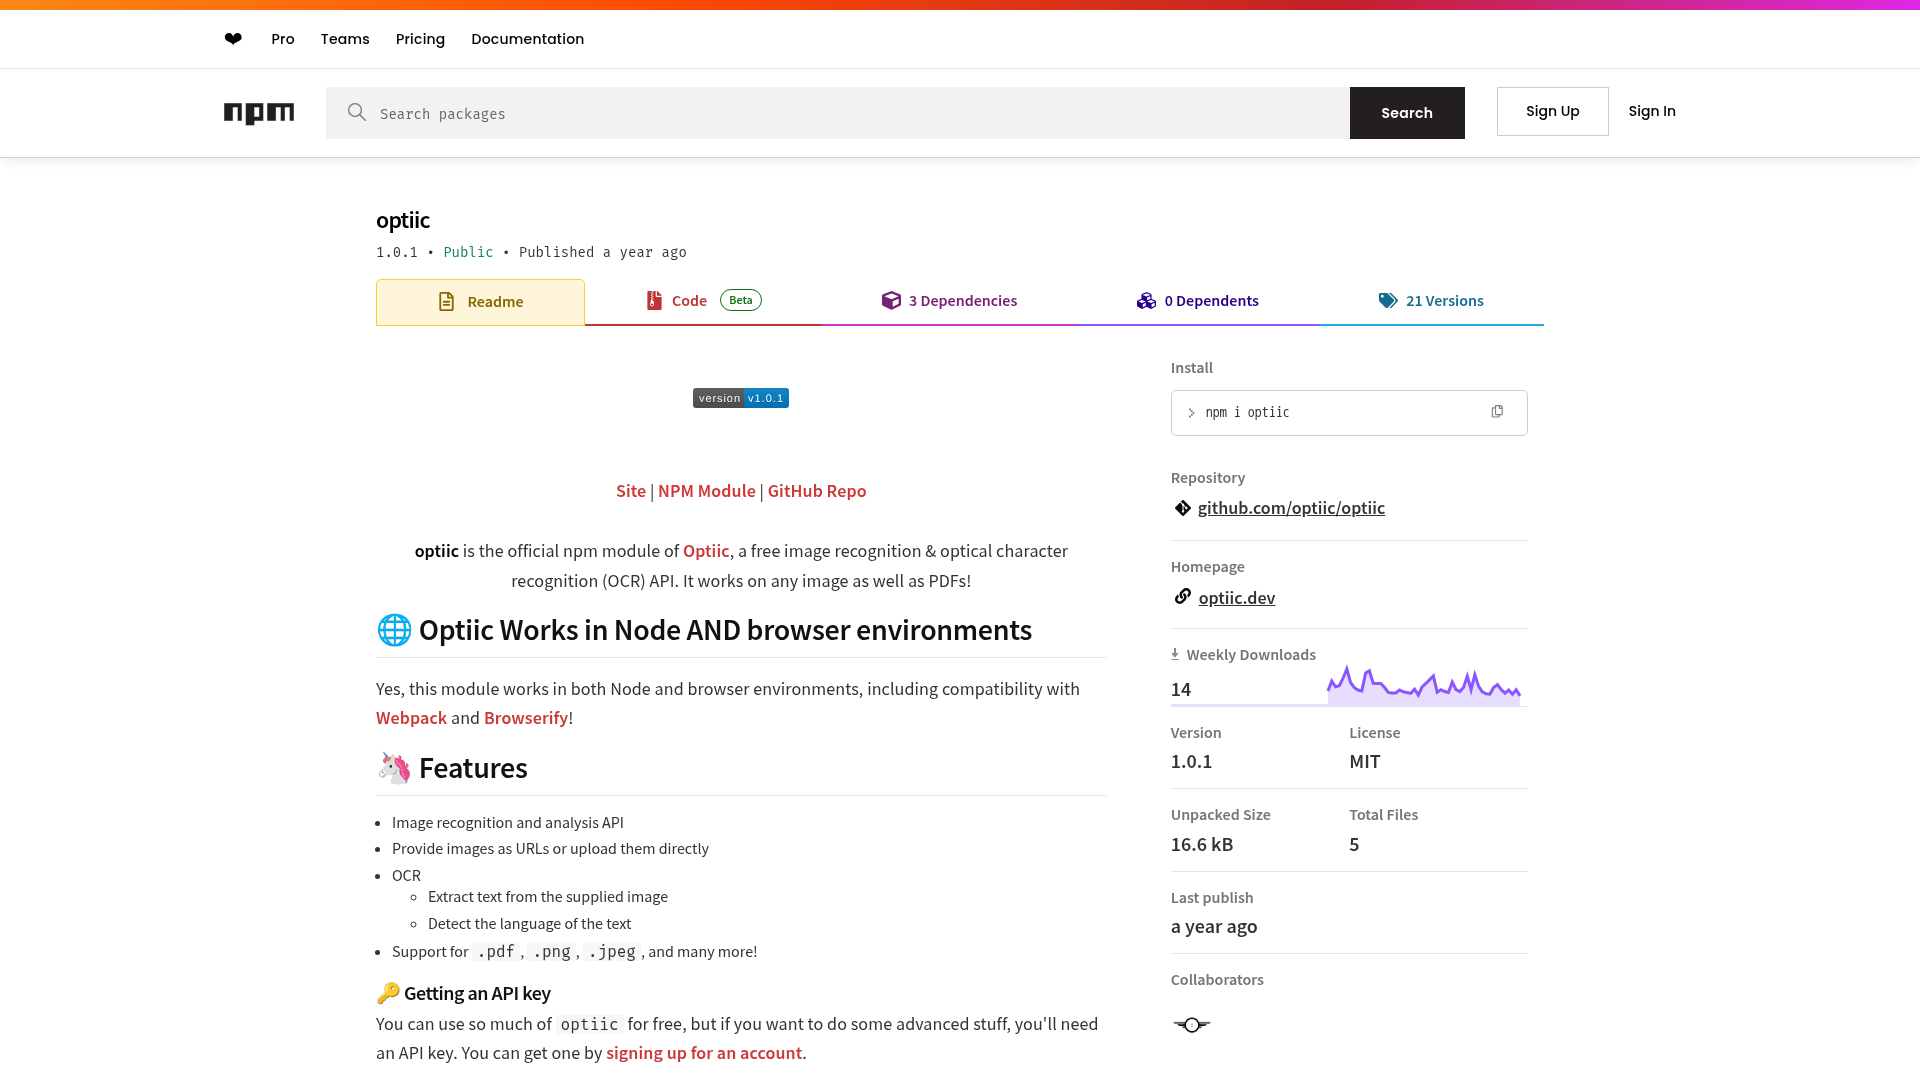 ❤ Pro Teams Pricing Documentation
npm Search packages Search Sign Up Sign In
optiic
1.0.1 • Public • Published a year ago
Readme Code Beta 3 Dependencies 0 Dependents 21 Versions
version v1.0.1
Site | NPM Module | GitHub Repo
optiic is the official npm module of Optiic, a free image recognition & optical character
recognition (OCR) API. It works on any image as well as PDFs!
🌐 Optiic Works in Node AND browser environments
Yes, this module works in both Node and browser environments, including compatibility with
Webpack and Browserify!
🦄 Features
• Image recognition and analysis API
• Provide images as URLs or upload them directly
• OCR
◦ Extract text from the supplied image
◦ Detect the language of the text
• Support for .pdf, .png, .jpeg, and many more!
🔑 Getting an API key
You can use so much of optiic for free, but if you want to do some advanced stuff, you'll need
an API key. You can get one by signing up for an account.
Install
> npm i optiic
Repository
github.com/optiic/optiic
Homepage
optiic.dev
Weekly Downloads
14
Version License
1.0.1 MIT
Unpacked Size Total Files
16.6 kB 5
Last publish
a year ago
Collaborators